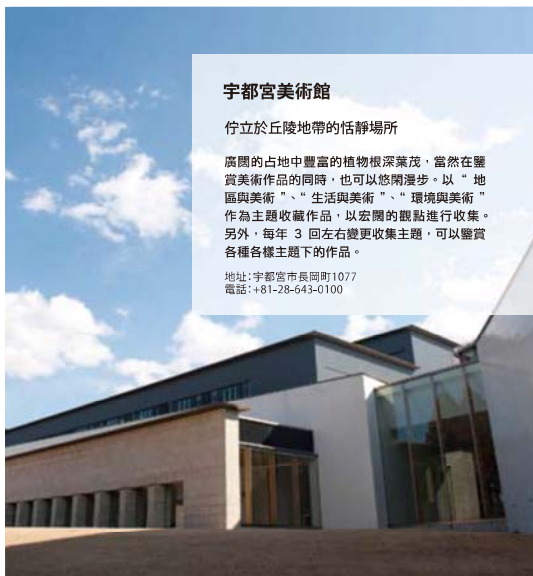 宇都宮美術館
佇立於丘陵地帶的恬靜場所
廣闊的占地中豐富的植物根深葉茂，當然在鑒
賞美術作品的同時，也可以悠閑漫步。以 “ 地
區與美術 ”、“ 生活與美術 ”、“ 環境與美術 ”
作為主題收藏作品，以宏闊的觀點進行收集。
另外，每年 3 回左右變更收集主題，可以鑒賞
各種各樣主題下的作品。
地址：宇都宮市長岡町1077
電話：+81-28-643-0100